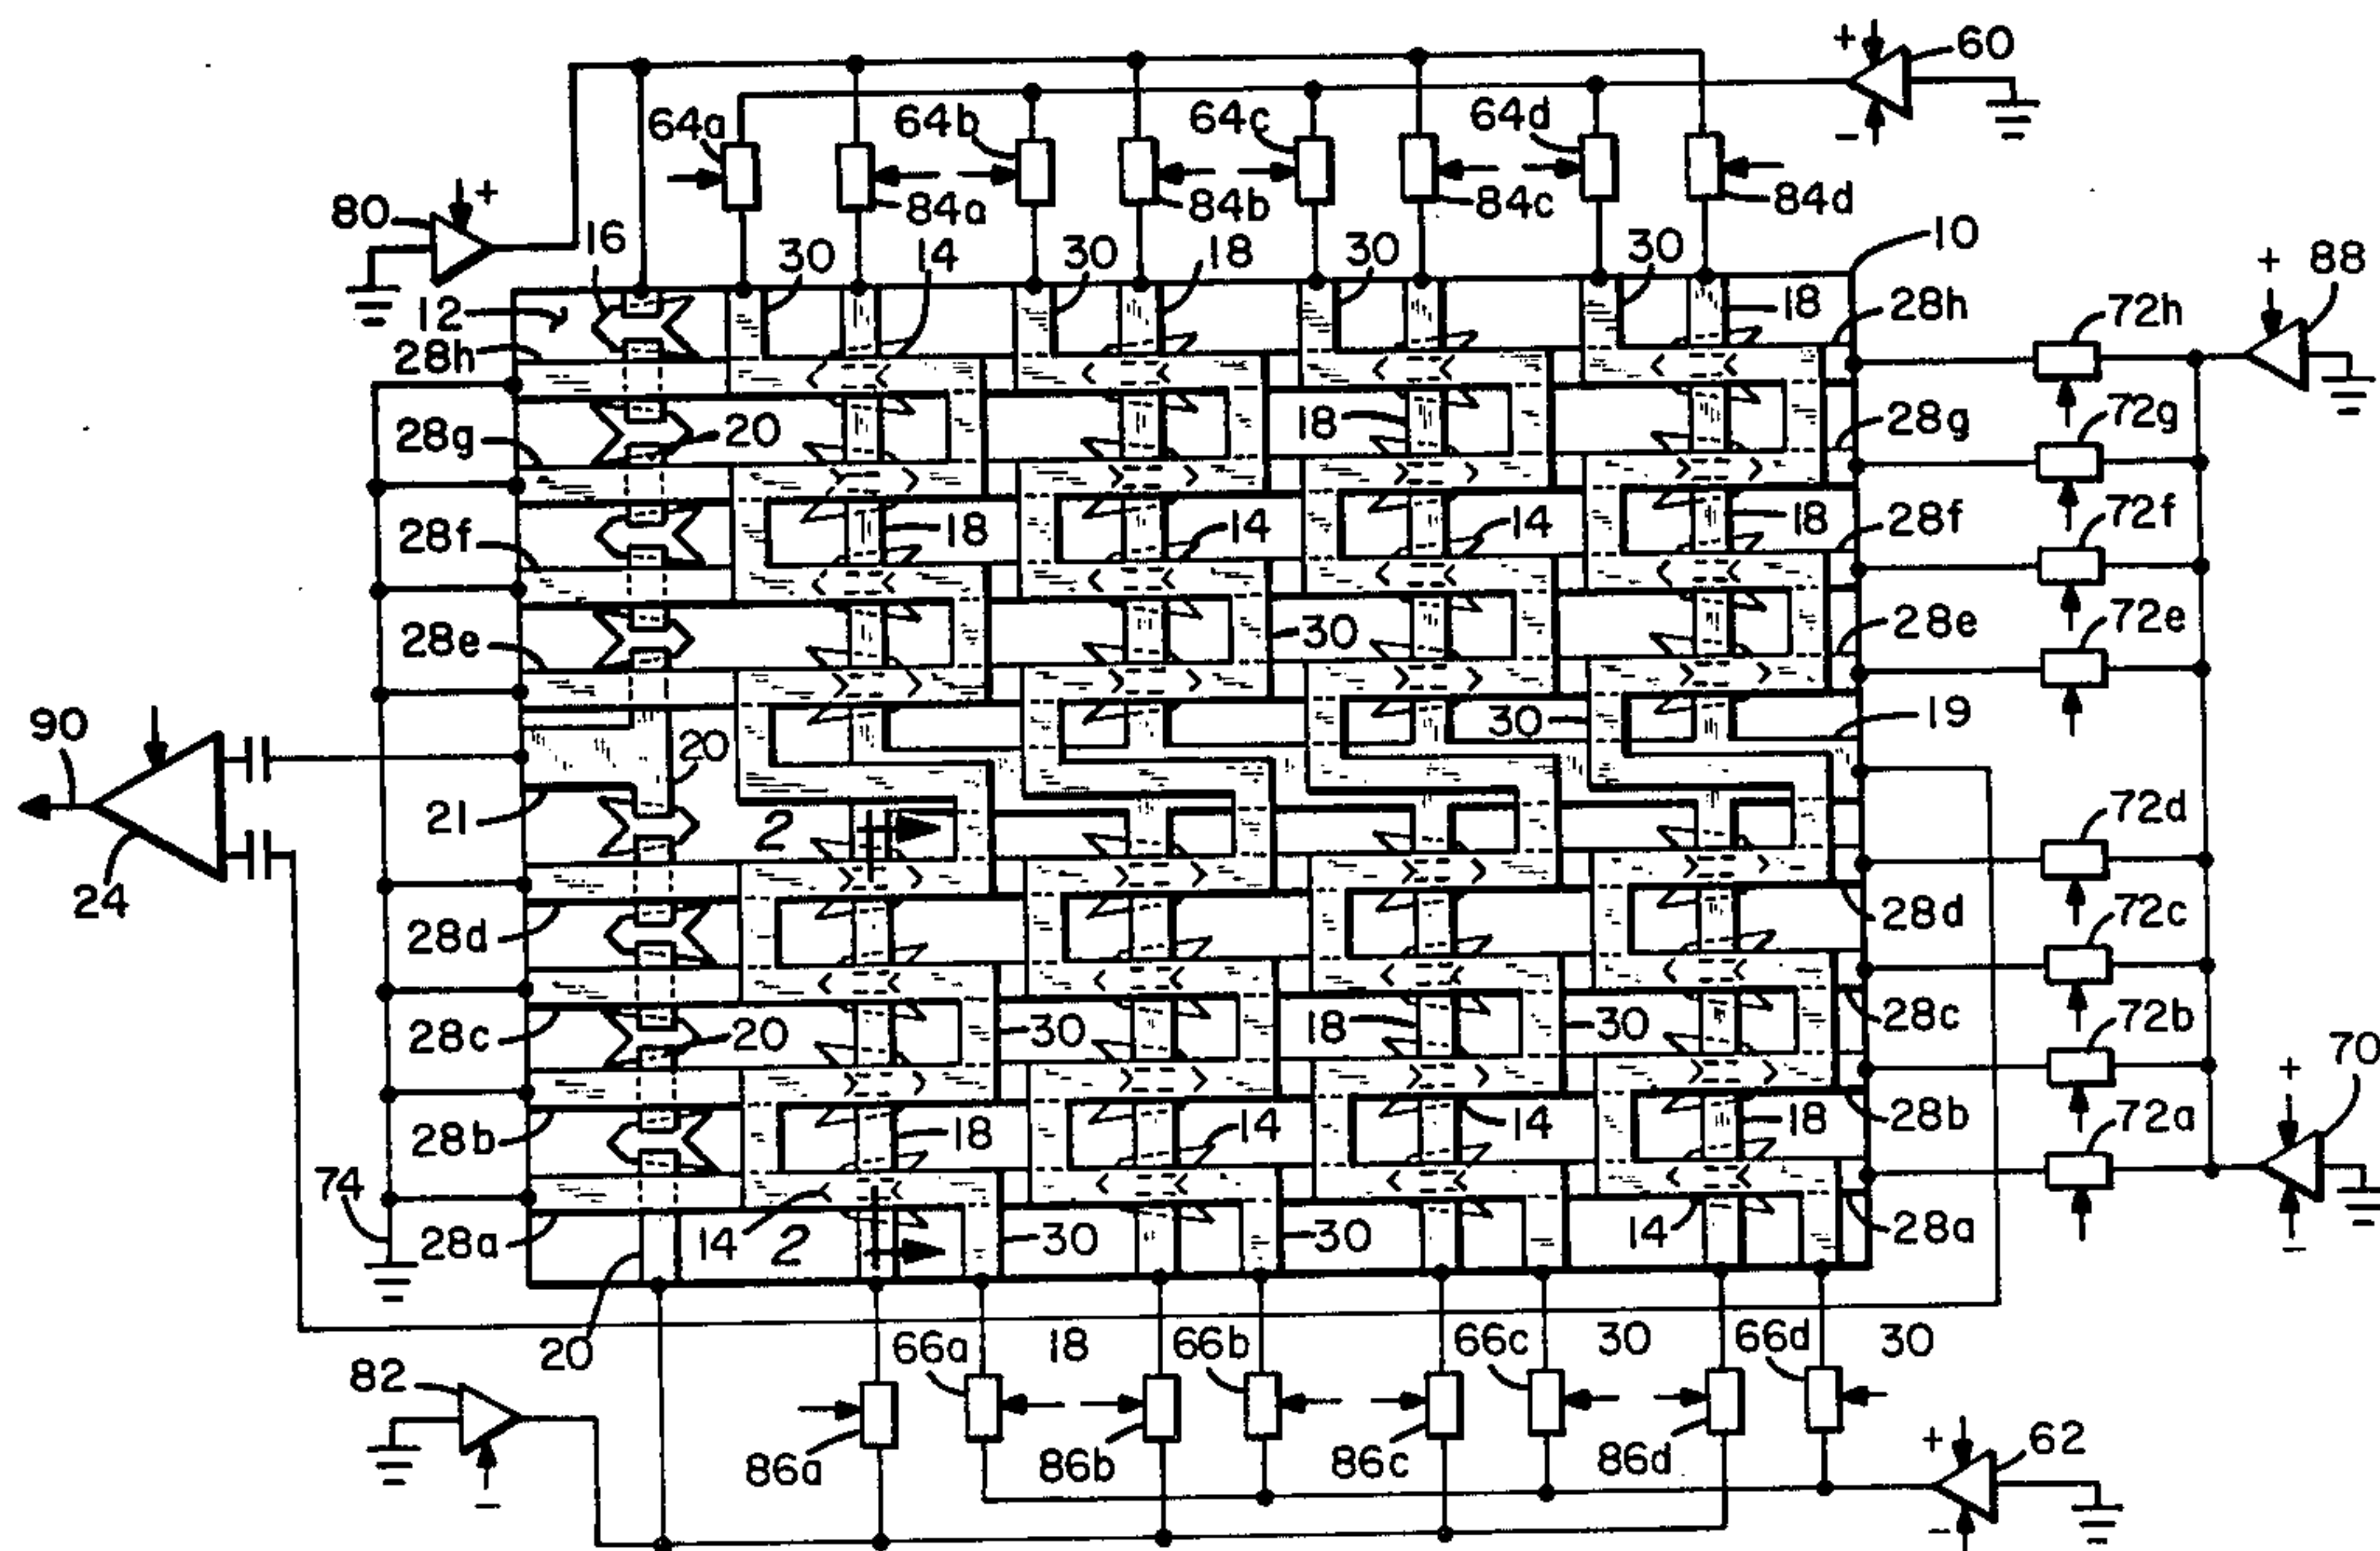 + 60
64a 64b 64c 64d
−
80 + 84a 84b 84c 84d
16 30 14 30 18 30 30 10
+ 88
12 18 28h 72h
28h
28g 20 18 28g 72g
28f 18 14 14 18 28f 72f
28e 30 28e 72e
90 20 30 19
21 2 72d
24
28d 28d 72c
28c 20 30 18 30 28c 72b
+ 70
28b 18 14 14 18 28b 72a
74
28a 14 2 30 30 14 28a
−
20 66a 18 66b 66c 30 66d 30
82
86a 86b 86c 86d + 62
−
−